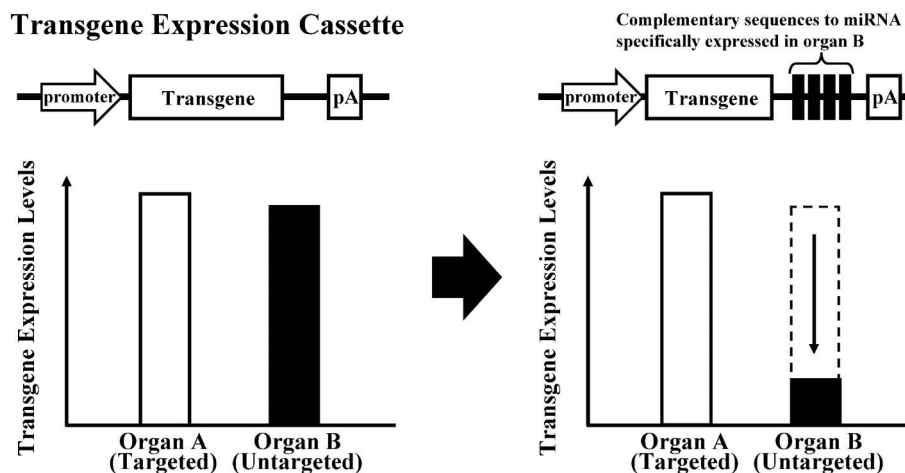 Transgene Expression Cassette
promoter
Transgene
pA
Transgene Expression Levels
Organ A
(Targeted)
Organ B
(Untargeted)
Complementary sequences to miRNA
specifically expressed in organ B
promoter
Transgene
pA
Transgene Expression Levels
Organ A
(Targeted)
Organ B
(Untargeted)